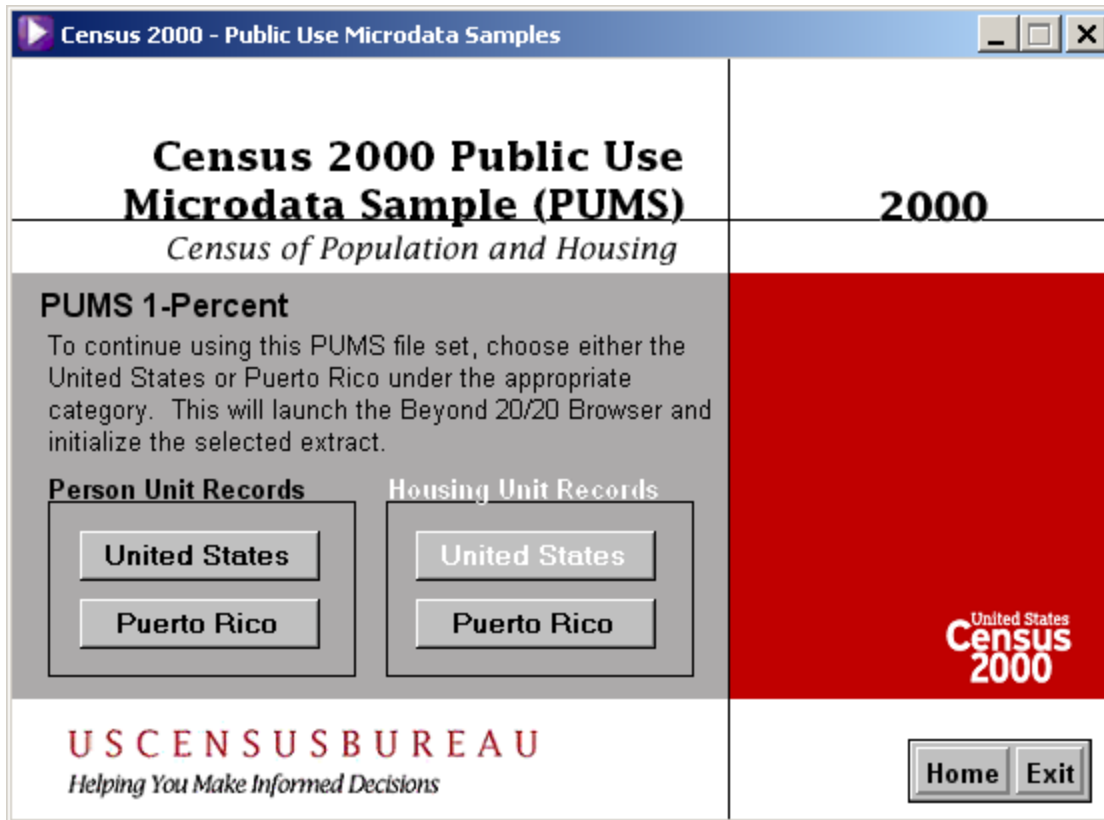 Census 2000 - Public Use Microdata Samples
Census 2000 Public Use
Microdata Sample (PUMS)
2000
Census of Population and Housing
PUMS 1-Percent
To continue using this PUMS file set, choose either the
United States or Puerto Rico under the appropriate
category. This will launch the Beyond 20/20 Browser and
initialize the selected extract.
Person Unit Records
United States
Puerto Rico
Housing Unit Records
United States
Puerto Rico
United States
Census
2000
USCENSUSBUREAU
Helping You Make Informed Decisions
Home
Exit